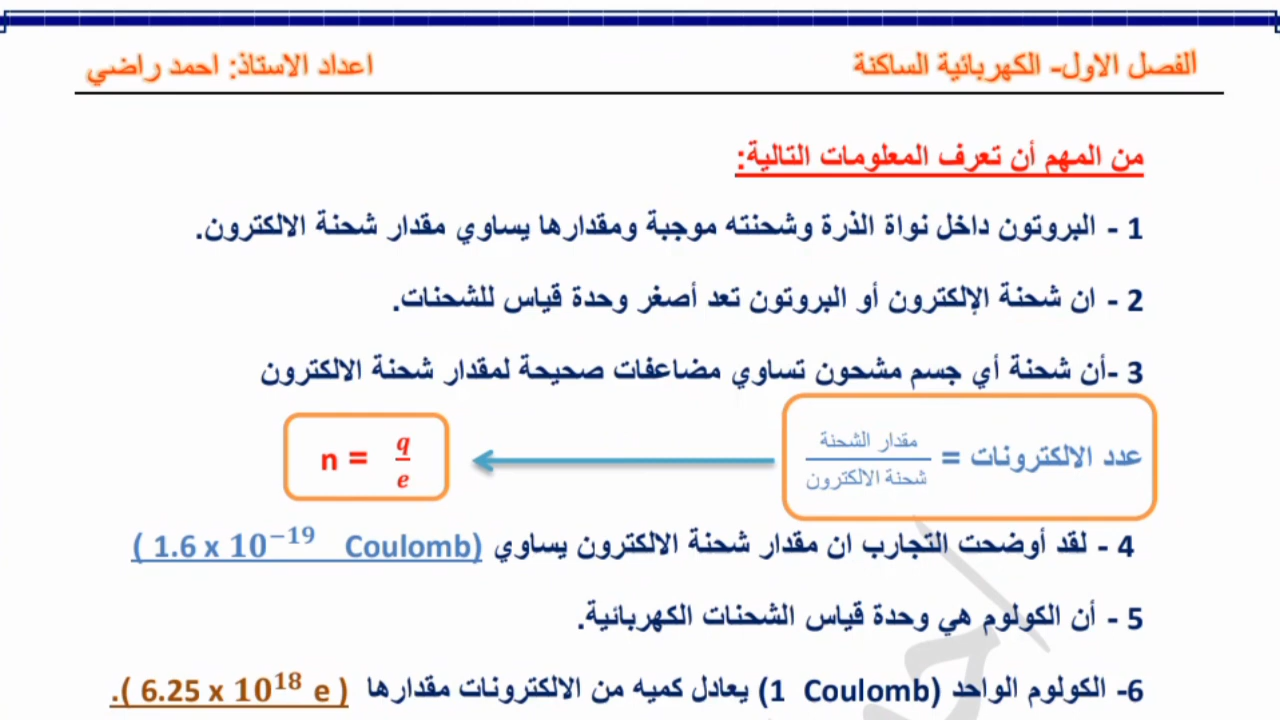 الفصل الاول- الكهربائية الساكنة
اعداد الاستاذ: احمد راضي
من المهم أن تعرف المعلومات التالية:
1 - البروتون داخل نواة الذرة وشحنته موجبة ومقدارها يساوي مقدار شحنة الالكترون.
2 - ان شحنة الإلكترون أو البروتون تعد أصغر وحدة قياس للشحنات.
3 -أن شحنة أي جسم مشحون تساوي مضاعفات صحيحة لمقدار شحنة الالكترون
عدد الالكترونات = مقدار الشحنة / شحنة الالكترون
n = q / e
4 - لقد أوضحت التجارب ان مقدار شحنة الالكترون يساوي (1.6 x 10⁻¹⁹ Coulomb)
5 - أن الكولوم هي وحدة قياس الشحنات الكهربائية.
6- الكولوم الواحد (1 Coulomb) يعادل كميه من الالكترونات مقدارها (6.25 x 10¹⁸ e).